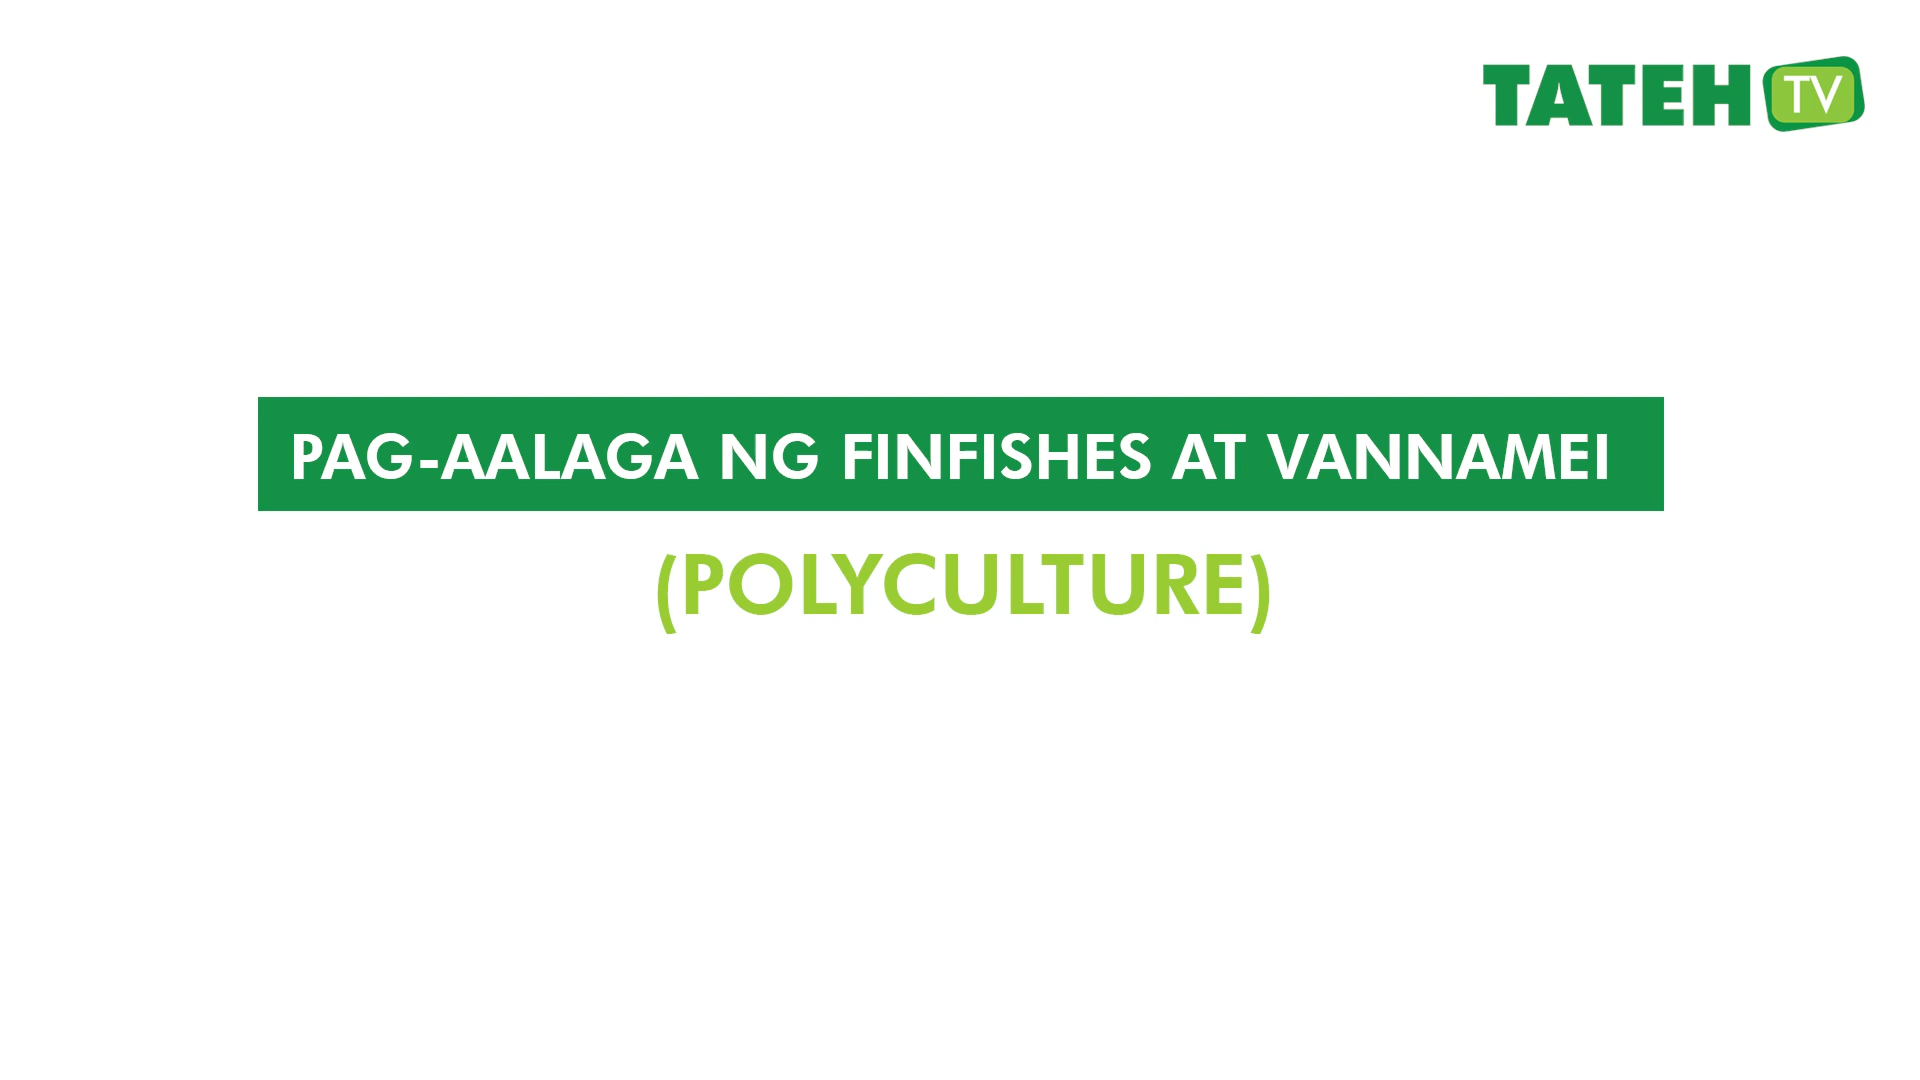 TATEH TV
PAG-AALAGA NG FINFISHES AT VANNAMEI
(POLYCULTURE)